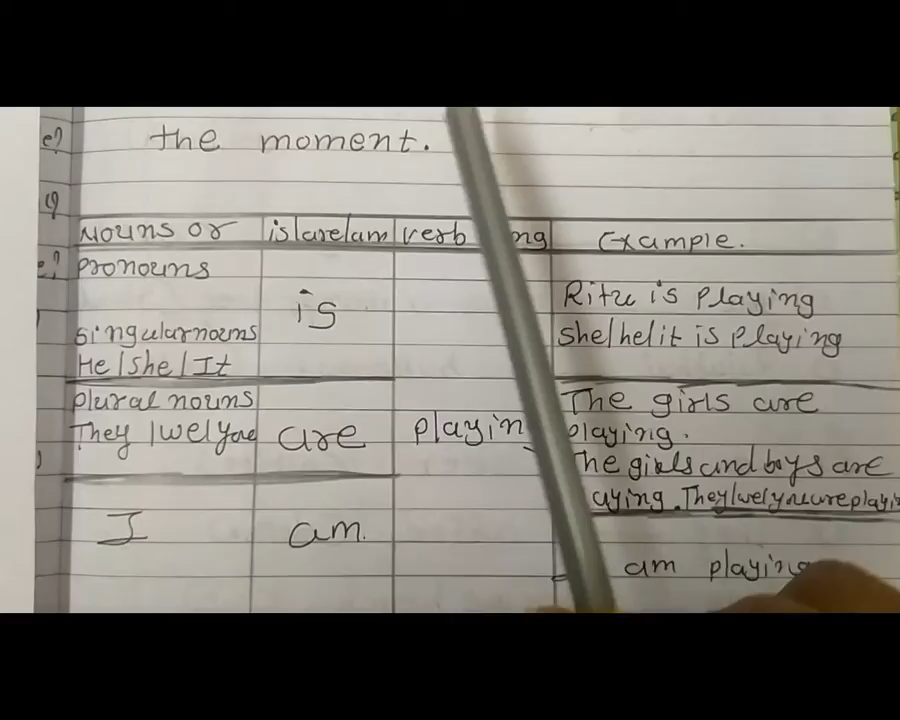 the moment.
Nouns or is/are/am verb ing Example.
pronouns
is
Ritu is playing
singular nouns
She/he/it is playing
He/She/It
plural nouns
The girls are
They/we/you are playin playing.
The girls and boys are
aying. They/we/you are playi
I am.
am playing